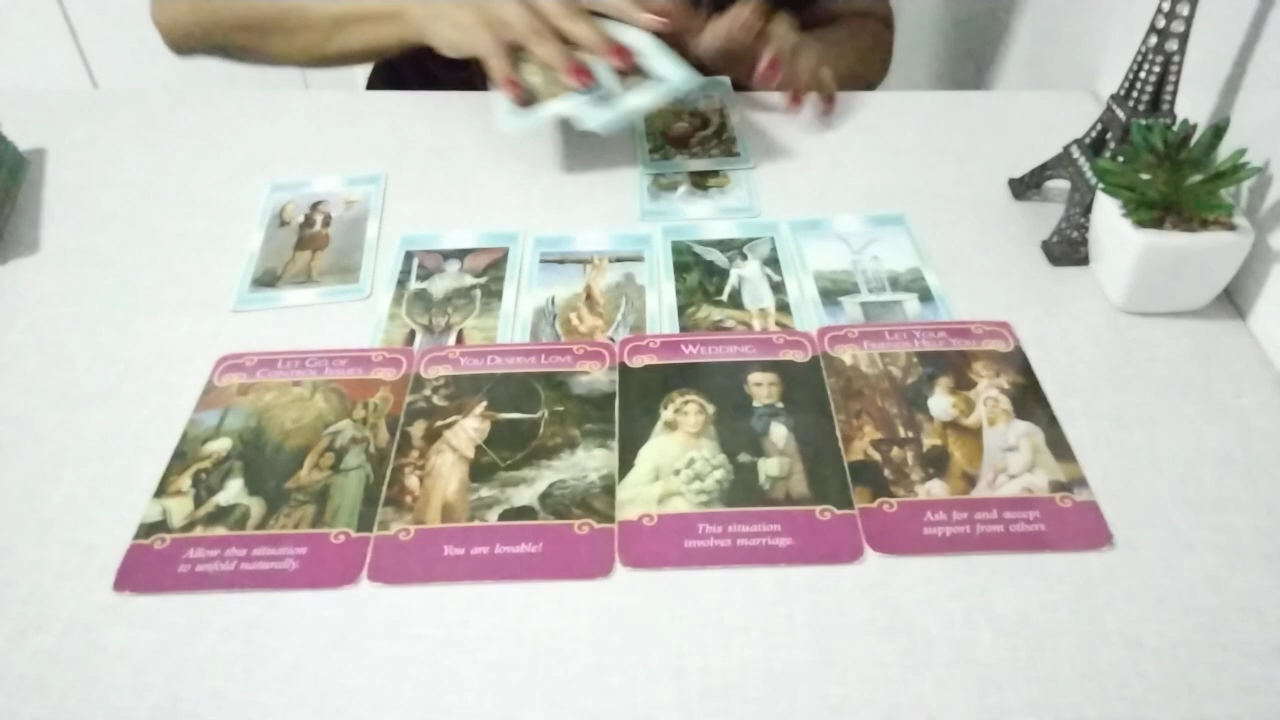 LET GO OF
CONTROL ISSUES
YOU DESERVE LOVE
WEDDING
LET YOUR
FRIENDS HELP YOU
Allow this situation
to unfold naturally.
You are lovable!
This situation
involves marriage.
Ask for and accept
support from others.